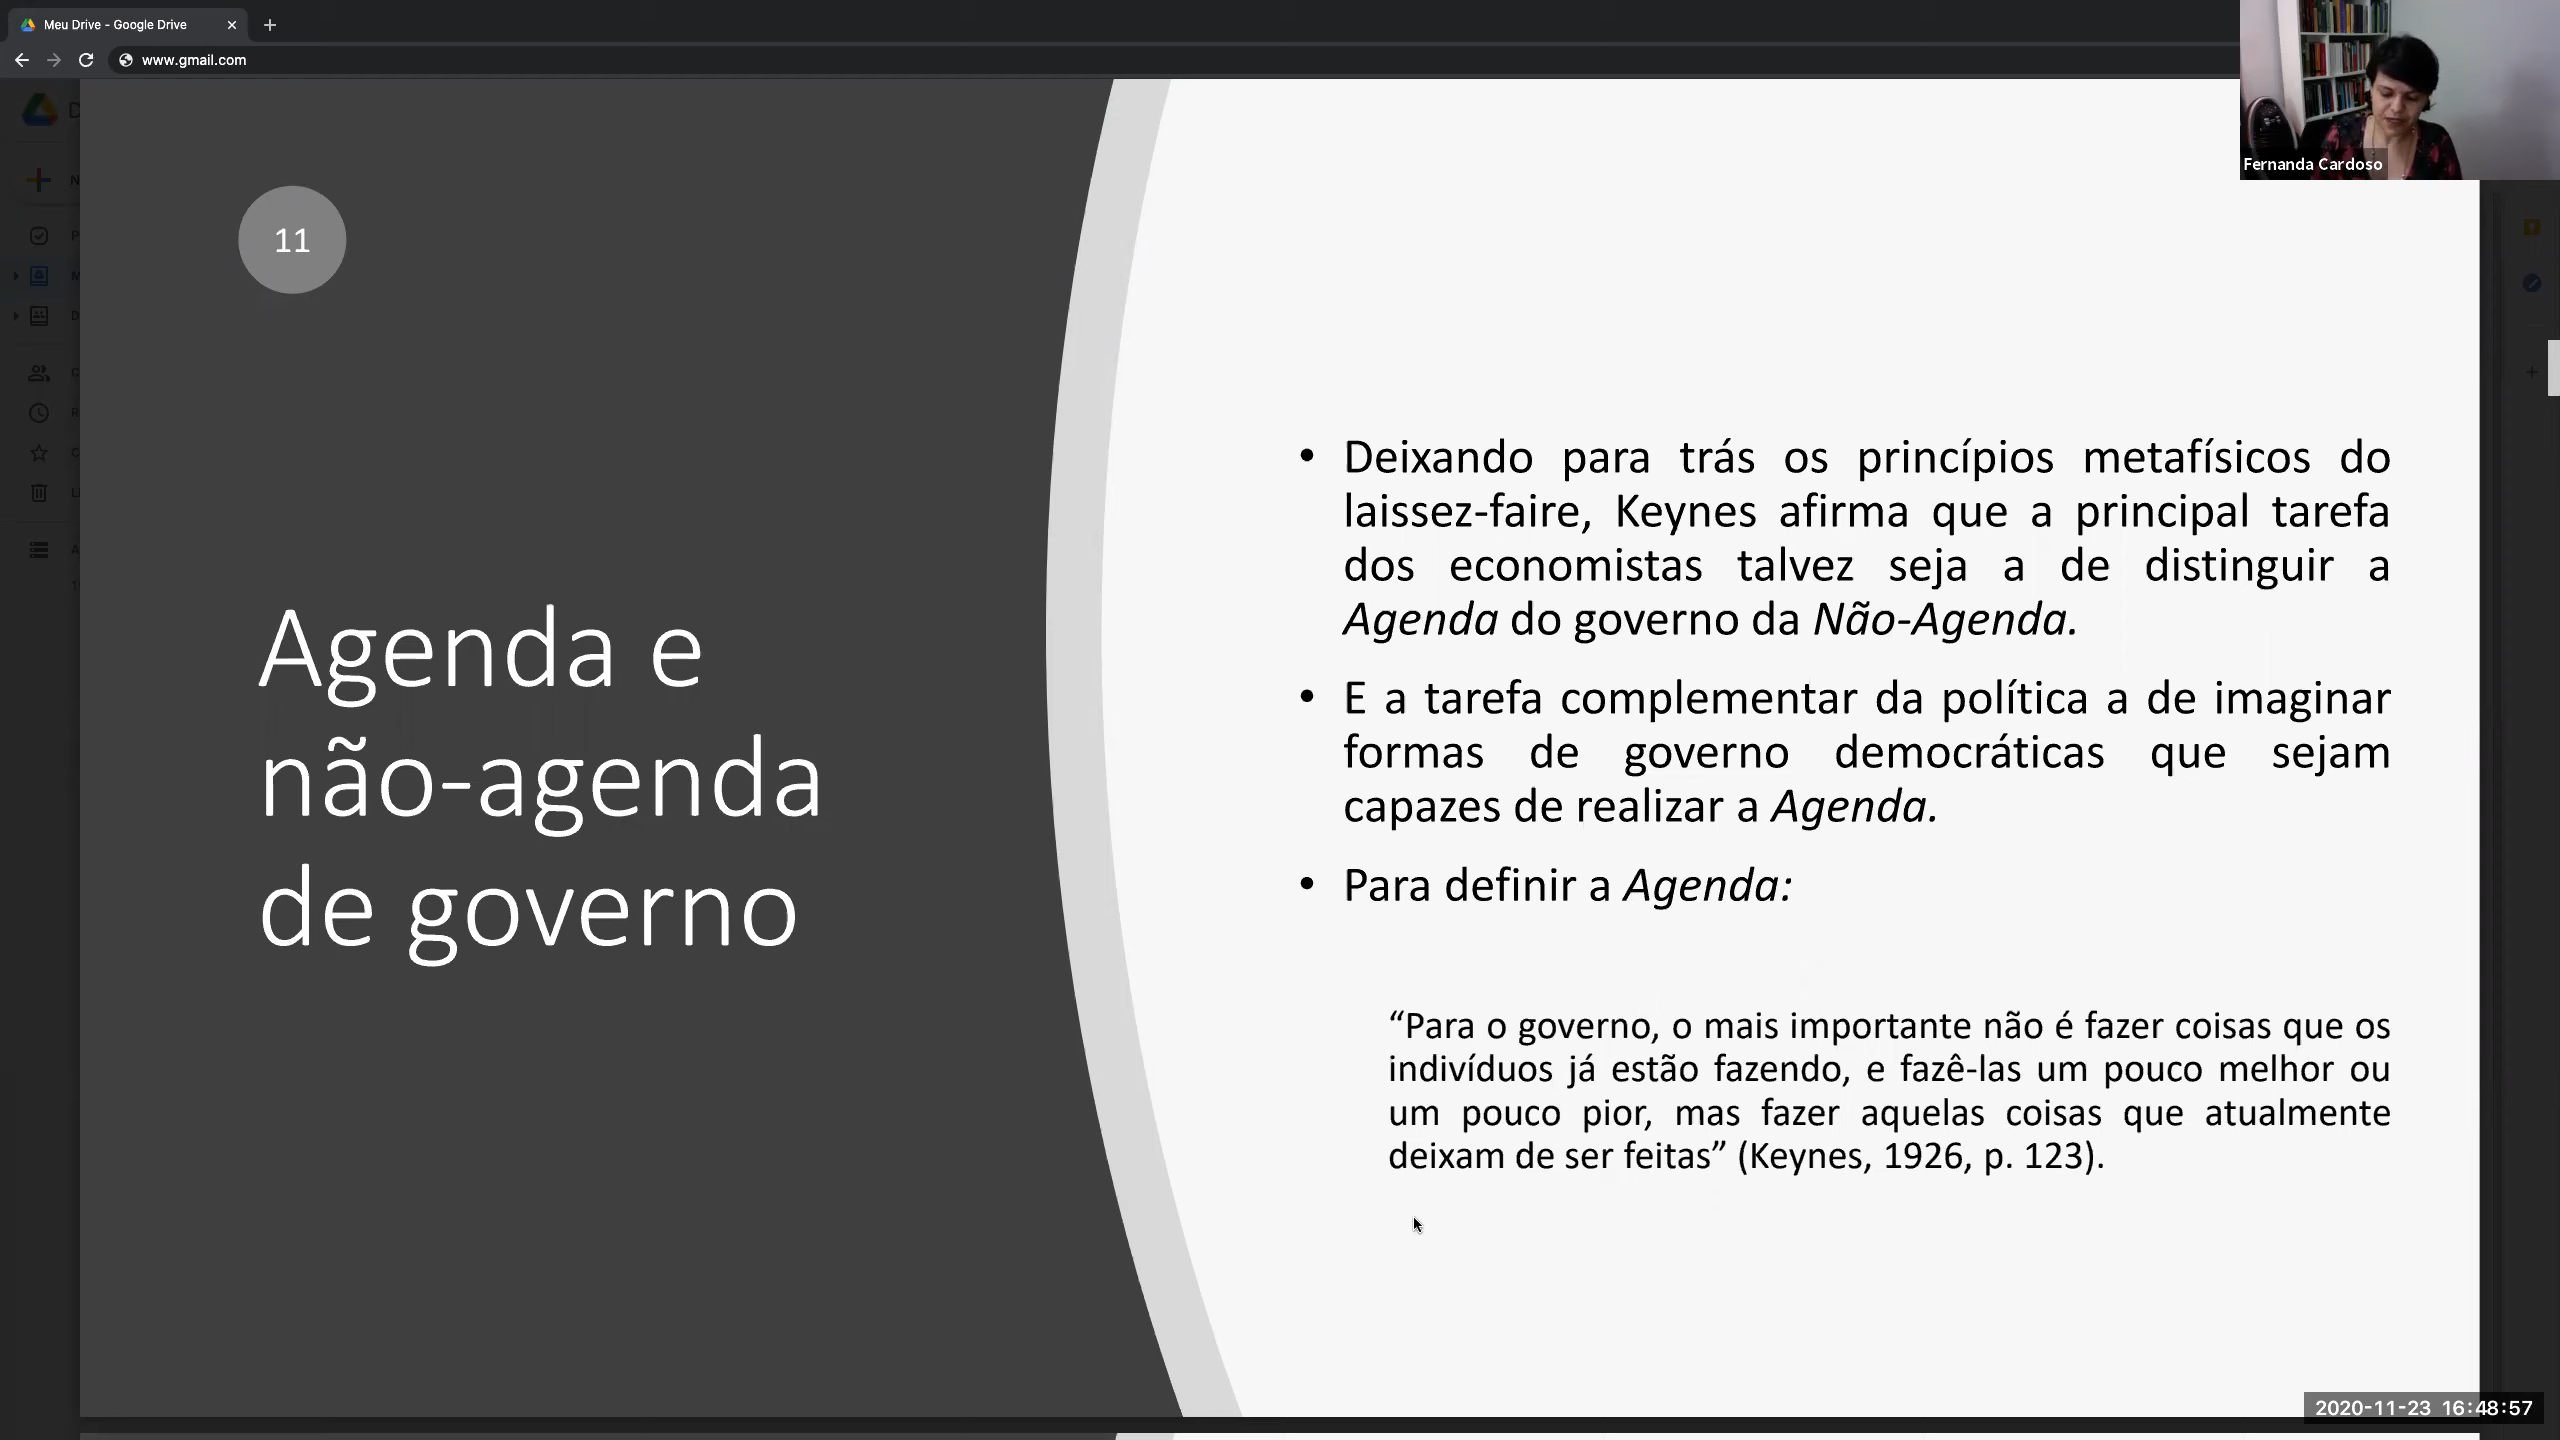 Meu Drive - Google Drive
www.gmail.com
Fernanda Cardoso
11
Agenda e
não-agenda
de governo
• Deixando para trás os princípios metafísicos do
laissez-faire, Keynes afirma que a principal tarefa
dos economistas talvez seja a de distinguir a
Agenda do governo da Não-Agenda.
• E a tarefa complementar da política a de imaginar
formas de governo democráticas que sejam
capazes de realizar a Agenda.
• Para definir a Agenda:
“Para o governo, o mais importante não é fazer coisas que os
indivíduos já estão fazendo, e fazê-las um pouco melhor ou
um pouco pior, mas fazer aquelas coisas que atualmente
deixam de ser feitas” (Keynes, 1926, p. 123).
2020-11-23 16:48:57